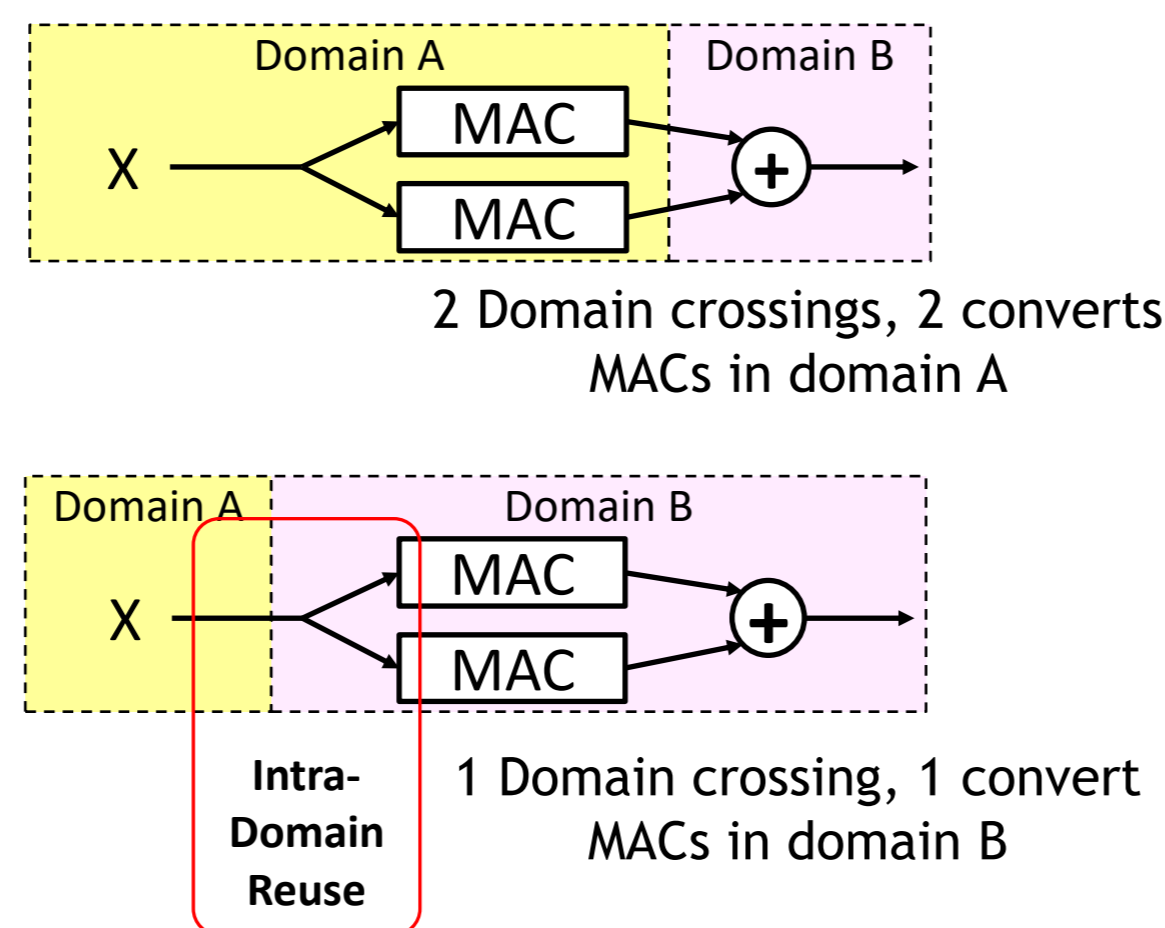 Domain A
Domain B
X
MAC
MAC
+
2 Domain crossings, 2 converts
MACs in domain A
Domain A
Domain B
X
MAC
MAC
+
Intra-
Domain
Reuse
1 Domain crossing, 1 convert
MACs in domain B